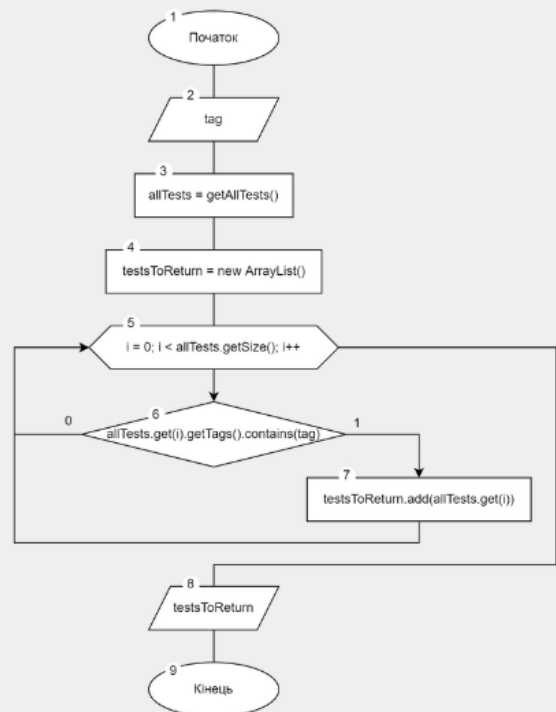 1
Початок
2
tag
3
allTests = getAllTests()
4
testsToReturn = new ArrayList()
5
i = 0; i < allTests.getSize(); i++
6
0
allTests.get(i).getTags().contains(tag)
1
7
testsToReturn.add(allTests.get(i))
8
testsToReturn
9
Кінець